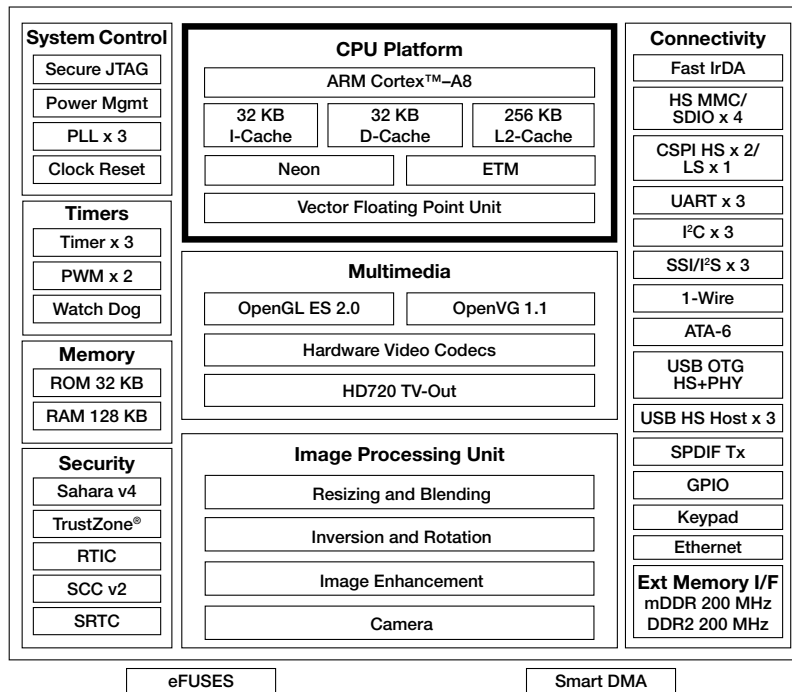 System Control
Secure JTAG
Power Mgmt
PLL x 3
Clock Reset
Timers
Timer x 3
PWM x 2
Watch Dog
Memory
ROM 32 KB
RAM 128 KB
Security
Sahara v4
TrustZone®
RTIC
SCC v2
SRTC
CPU Platform
ARM Cortex™–A8
32 KB
I-Cache
32 KB
D-Cache
256 KB
L2-Cache
Neon
ETM
Vector Floating Point Unit
Multimedia
OpenGL ES 2.0
OpenVG 1.1
Hardware Video Codecs
HD720 TV-Out
Image Processing Unit
Resizing and Blending
Inversion and Rotation
Image Enhancement
Camera
Connectivity
Fast IrDA
HS MMC/
SDIO x 4
CSPI HS x 2/
LS x 1
UART x 3
I²C x 3
SSI/I²S x 3
1-Wire
ATA-6
USB OTG
HS+PHY
USB HS Host x 3
SPDIF Tx
GPIO
Keypad
Ethernet
Ext Memory I/F
mDDR 200 MHz
DDR2 200 MHz
eFUSES
Smart DMA